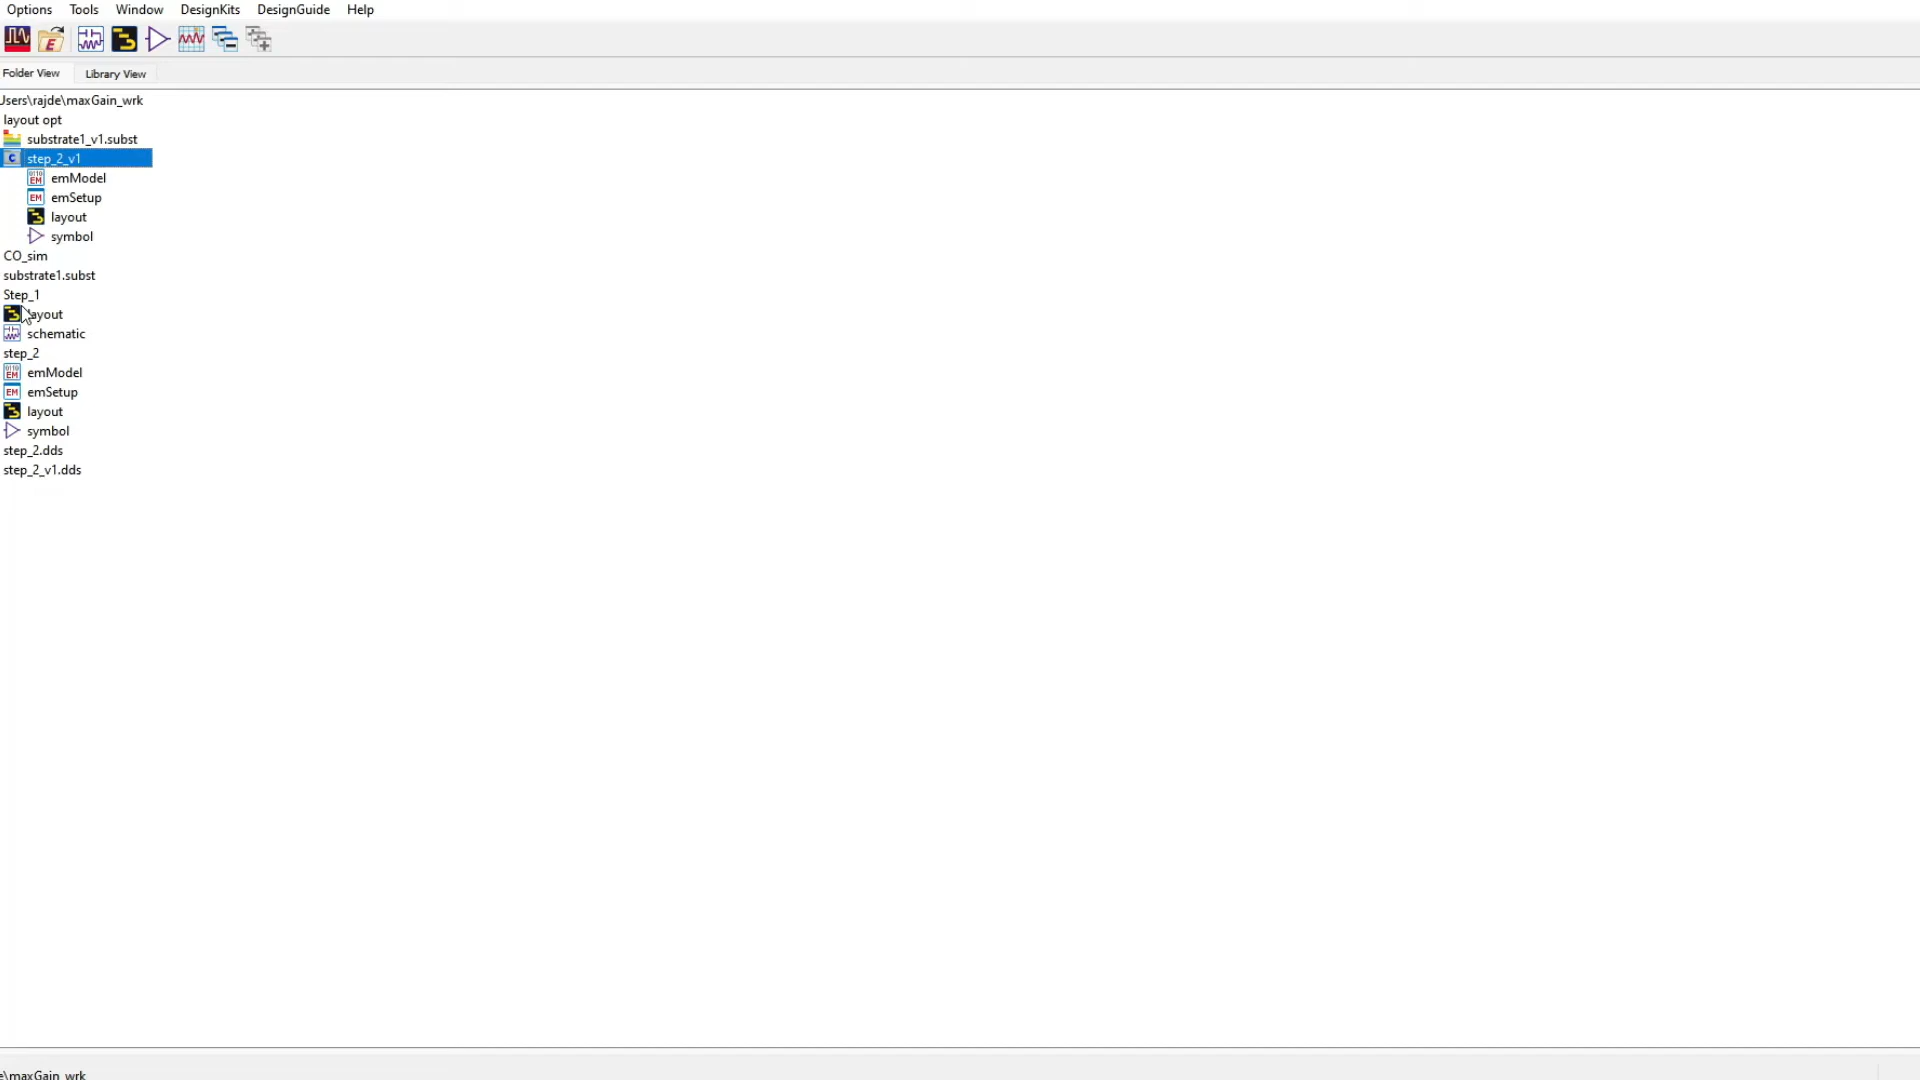 Options Tools Window DesignKits DesignGuide Help
Folder View Library View
Users\rajde\maxGain_wrk
layout opt
substrate1_v1.subst
step_2_v1
emModel
emSetup
layout
symbol
CO_sim
substrate1.subst
Step_1
layout
schematic
step_2
emModel
emSetup
layout
symbol
step_2.dds
step_2_v1.dds
e\maxGain_wrk